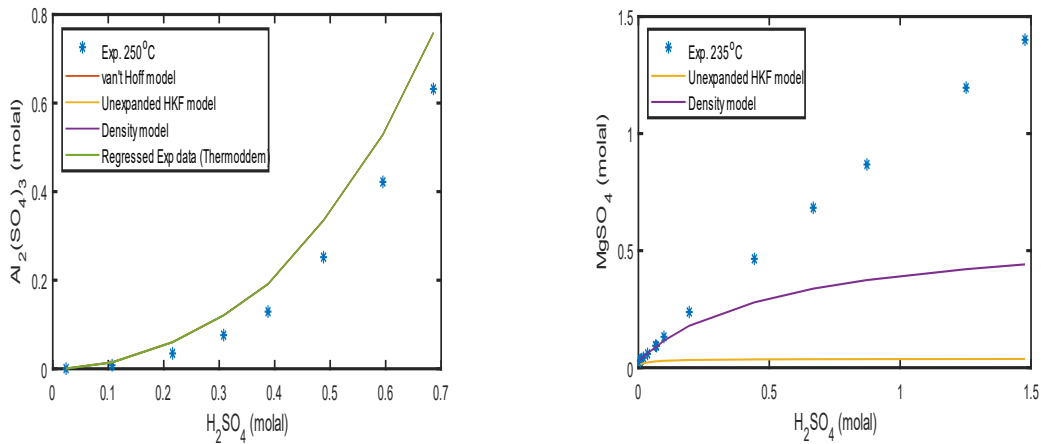 0.8
0.6
0.4
0.2
0
0 0.1 0.2 0.3 0.4 0.5 0.6 0.7
Al2(SO4)3 (molal)
H2SO4 (molal)
Exp. 250°C
van't Hoff model
Unexpanded HKF model
Density model
Regressed Exp data (Thermoddem)
1.5
1
0.5
0
0 0.5 1 1.5
MgSO4 (molal)
H2SO4 (molal)
Exp. 235°C
Unexpanded HKF model
Density model